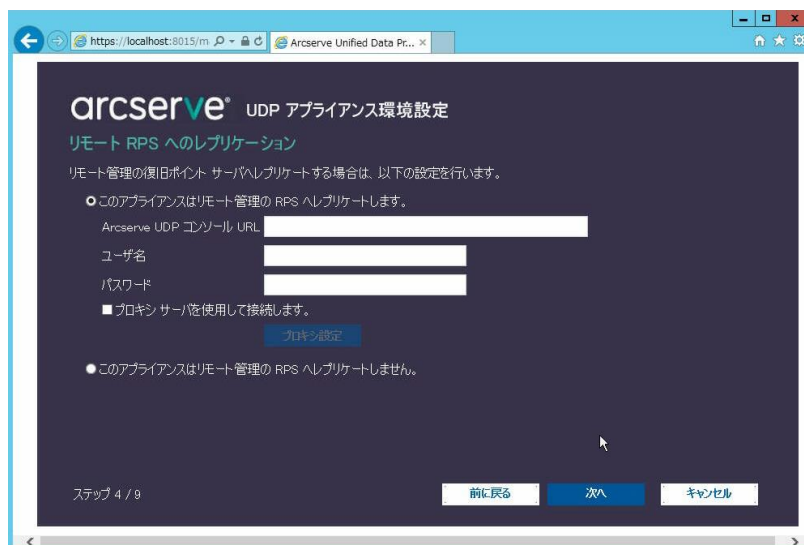 https://localhost:8015/m
Arcserve Unified Data Pr...
arcserve® UDP アプライアンス環境設定
リモート RPS へのレプリケーション
リモート管理の復旧ポイント サーバへレプリケートする場合は、以下の設定を行います。
このアプライアンスはリモート管理の RPS へレプリケートします。
Arcserve UDP コンソール URL
ユーザ名
パスワード
プロキシ サーバを使用して接続します。
プロキシ設定
このアプライアンスはリモート管理の RPS へレプリケートしません。
ステップ 4 / 9
前に戻る
次へ
キャンセル